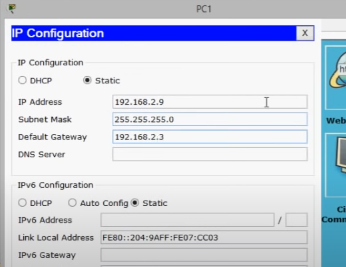 PC1
IP Configuration X
IP Configuration
DHCP Static
IP Address 192.168.2.9
Subnet Mask 255.255.255.0
Default Gateway 192.168.2.3
DNS Server
IPv6 Configuration
DHCP Auto Config Static
IPv6 Address /
Link Local Address FE80::204:9AFF:FE07:CC03
IPv6 Gateway
Web